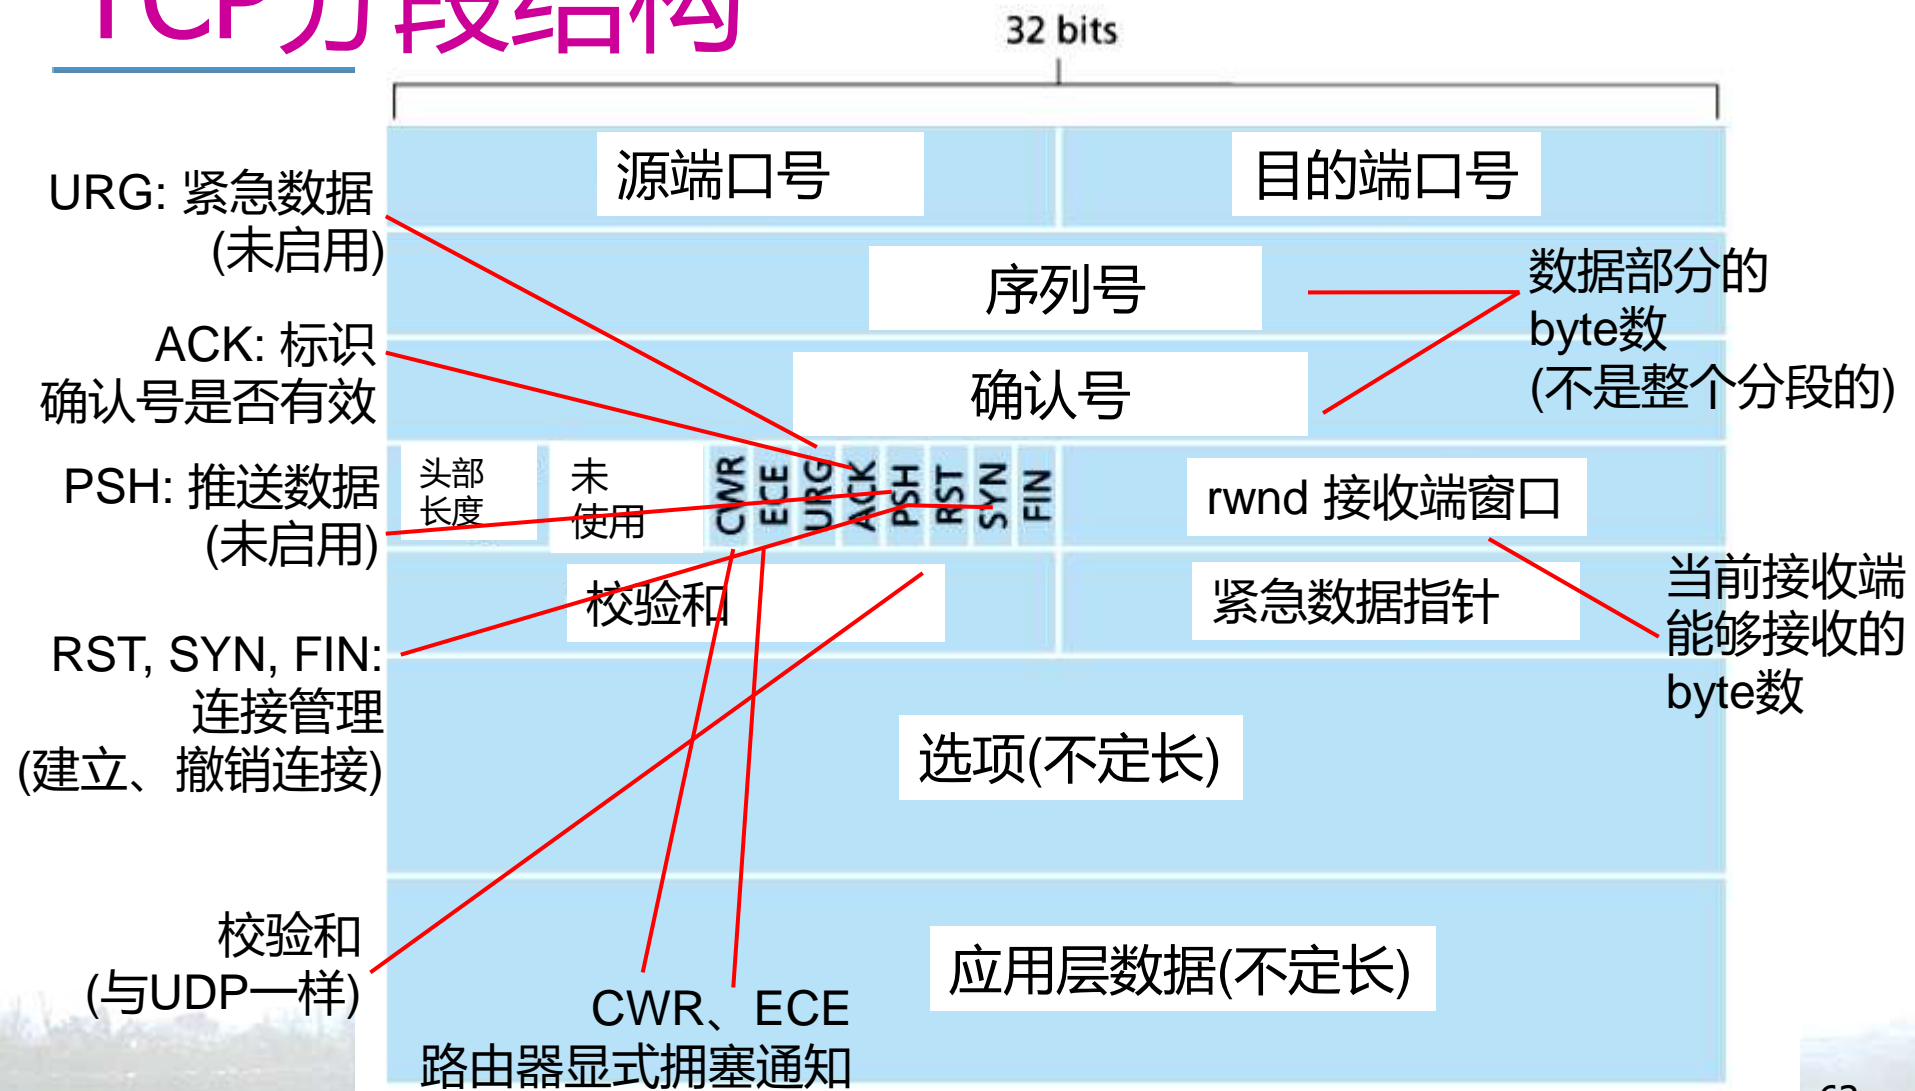 TCP分段结构
32 bits
源端口号
目的端口号
URG: 紧急数据
(未启用)
序列号
数据部分的
byte数
(不是整个分段的)
ACK: 标识
确认号是否有效
确认号
PSH: 推送数据
(未启用)
头部
长度
未
使用
CWR
ECE
URG
ACK
PSH
RST
SYN
FIN
rwnd 接收端窗口
当前接收端
能够接收的
byte数
校验和
紧急数据指针
RST, SYN, FIN:
连接管理
(建立、撤销连接)
选项(不定长)
校验和
(与UDP一样)
应用层数据(不定长)
CWR、ECE
路由器显式拥塞通知